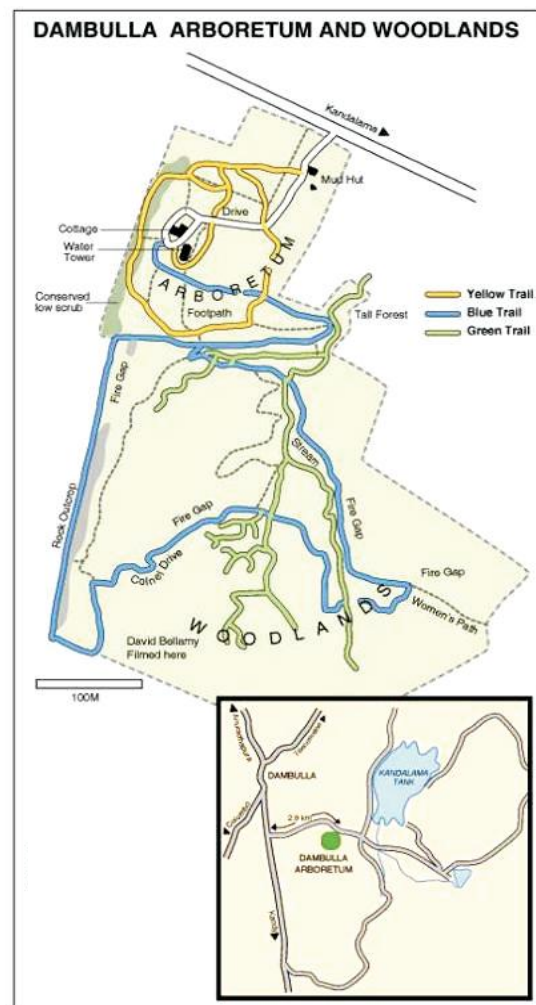 DAMBULLA ARBORETUM AND WOODLANDS
Kandalama
Mud Hut
Drive
Cottage
Water
Tower
ARBORETUM
Conserved
low scrub
Footpath
Tall Forest
Yellow Trail
Blue Trail
Green Trail
Fire Gap
Stream
Fire Gap
Rock Outcrop
Fire Gap
Colnel Drive
Fire Gap
Women's Path
WOODLANDS
David Bellamy
Filmed here
100M
DAMBULLA
KANDALAMA
TANK
2.9 km
DAMBULLA
ARBORETUM
Kandy